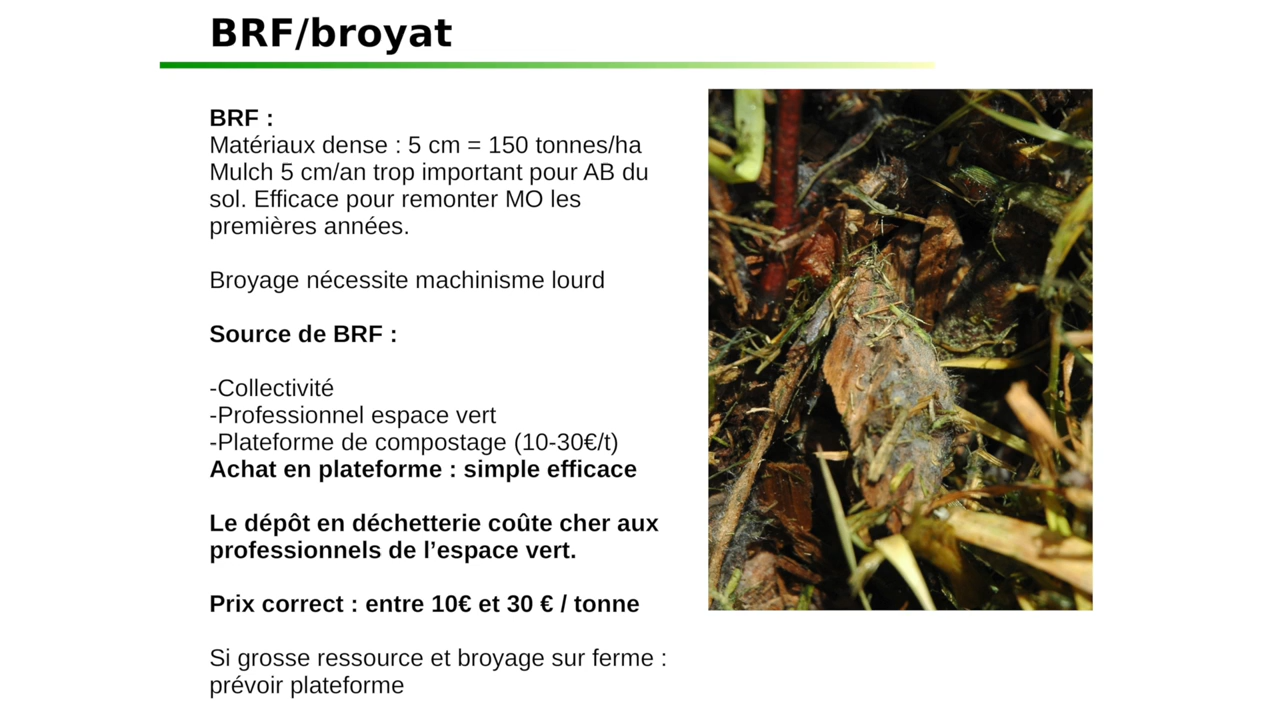 BRF/broyat
BRF :
Matériaux dense : 5 cm = 150 tonnes/ha
Mulch 5 cm/an trop important pour AB du
sol. Efficace pour remonter MO les
premières années.
Broyage nécessite machinisme lourd
Source de BRF :
-Collectivité
-Professionnel espace vert
-Plateforme de compostage (10-30€/t)
Achat en plateforme : simple efficace
Le dépôt en déchetterie coûte cher aux
professionnels de l’espace vert.
Prix correct : entre 10€ et 30 € / tonne
Si grosse ressource et broyage sur ferme :
prévoir plateforme